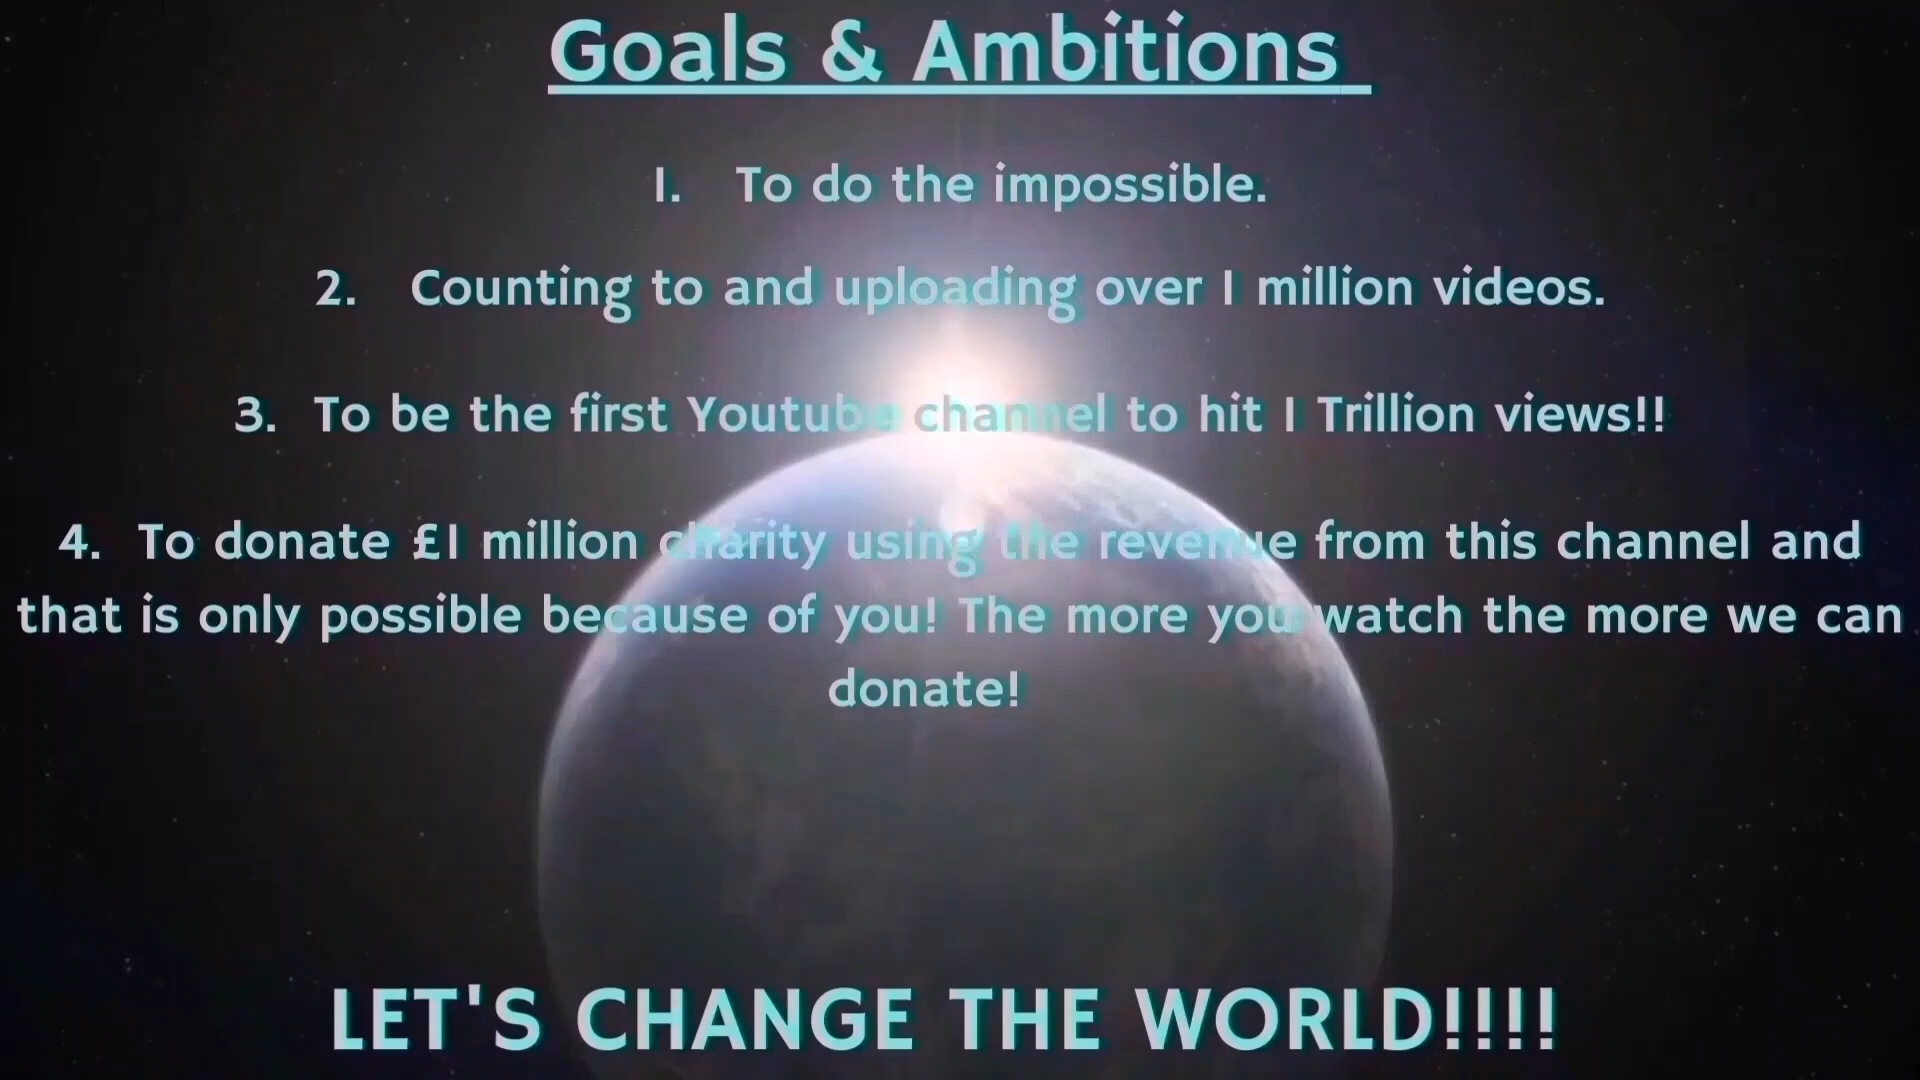 Goals & Ambitions
1. To do the impossible.
2. Counting to and uploading over 1 million videos.
3. To be the first Youtube channel to hit 1 Trillion views!!
4. To donate £1 million charity using the revenue from this channel and
that is only possible because of you! The more you watch the more we can
donate!
LET'S CHANGE THE WORLD!!!!